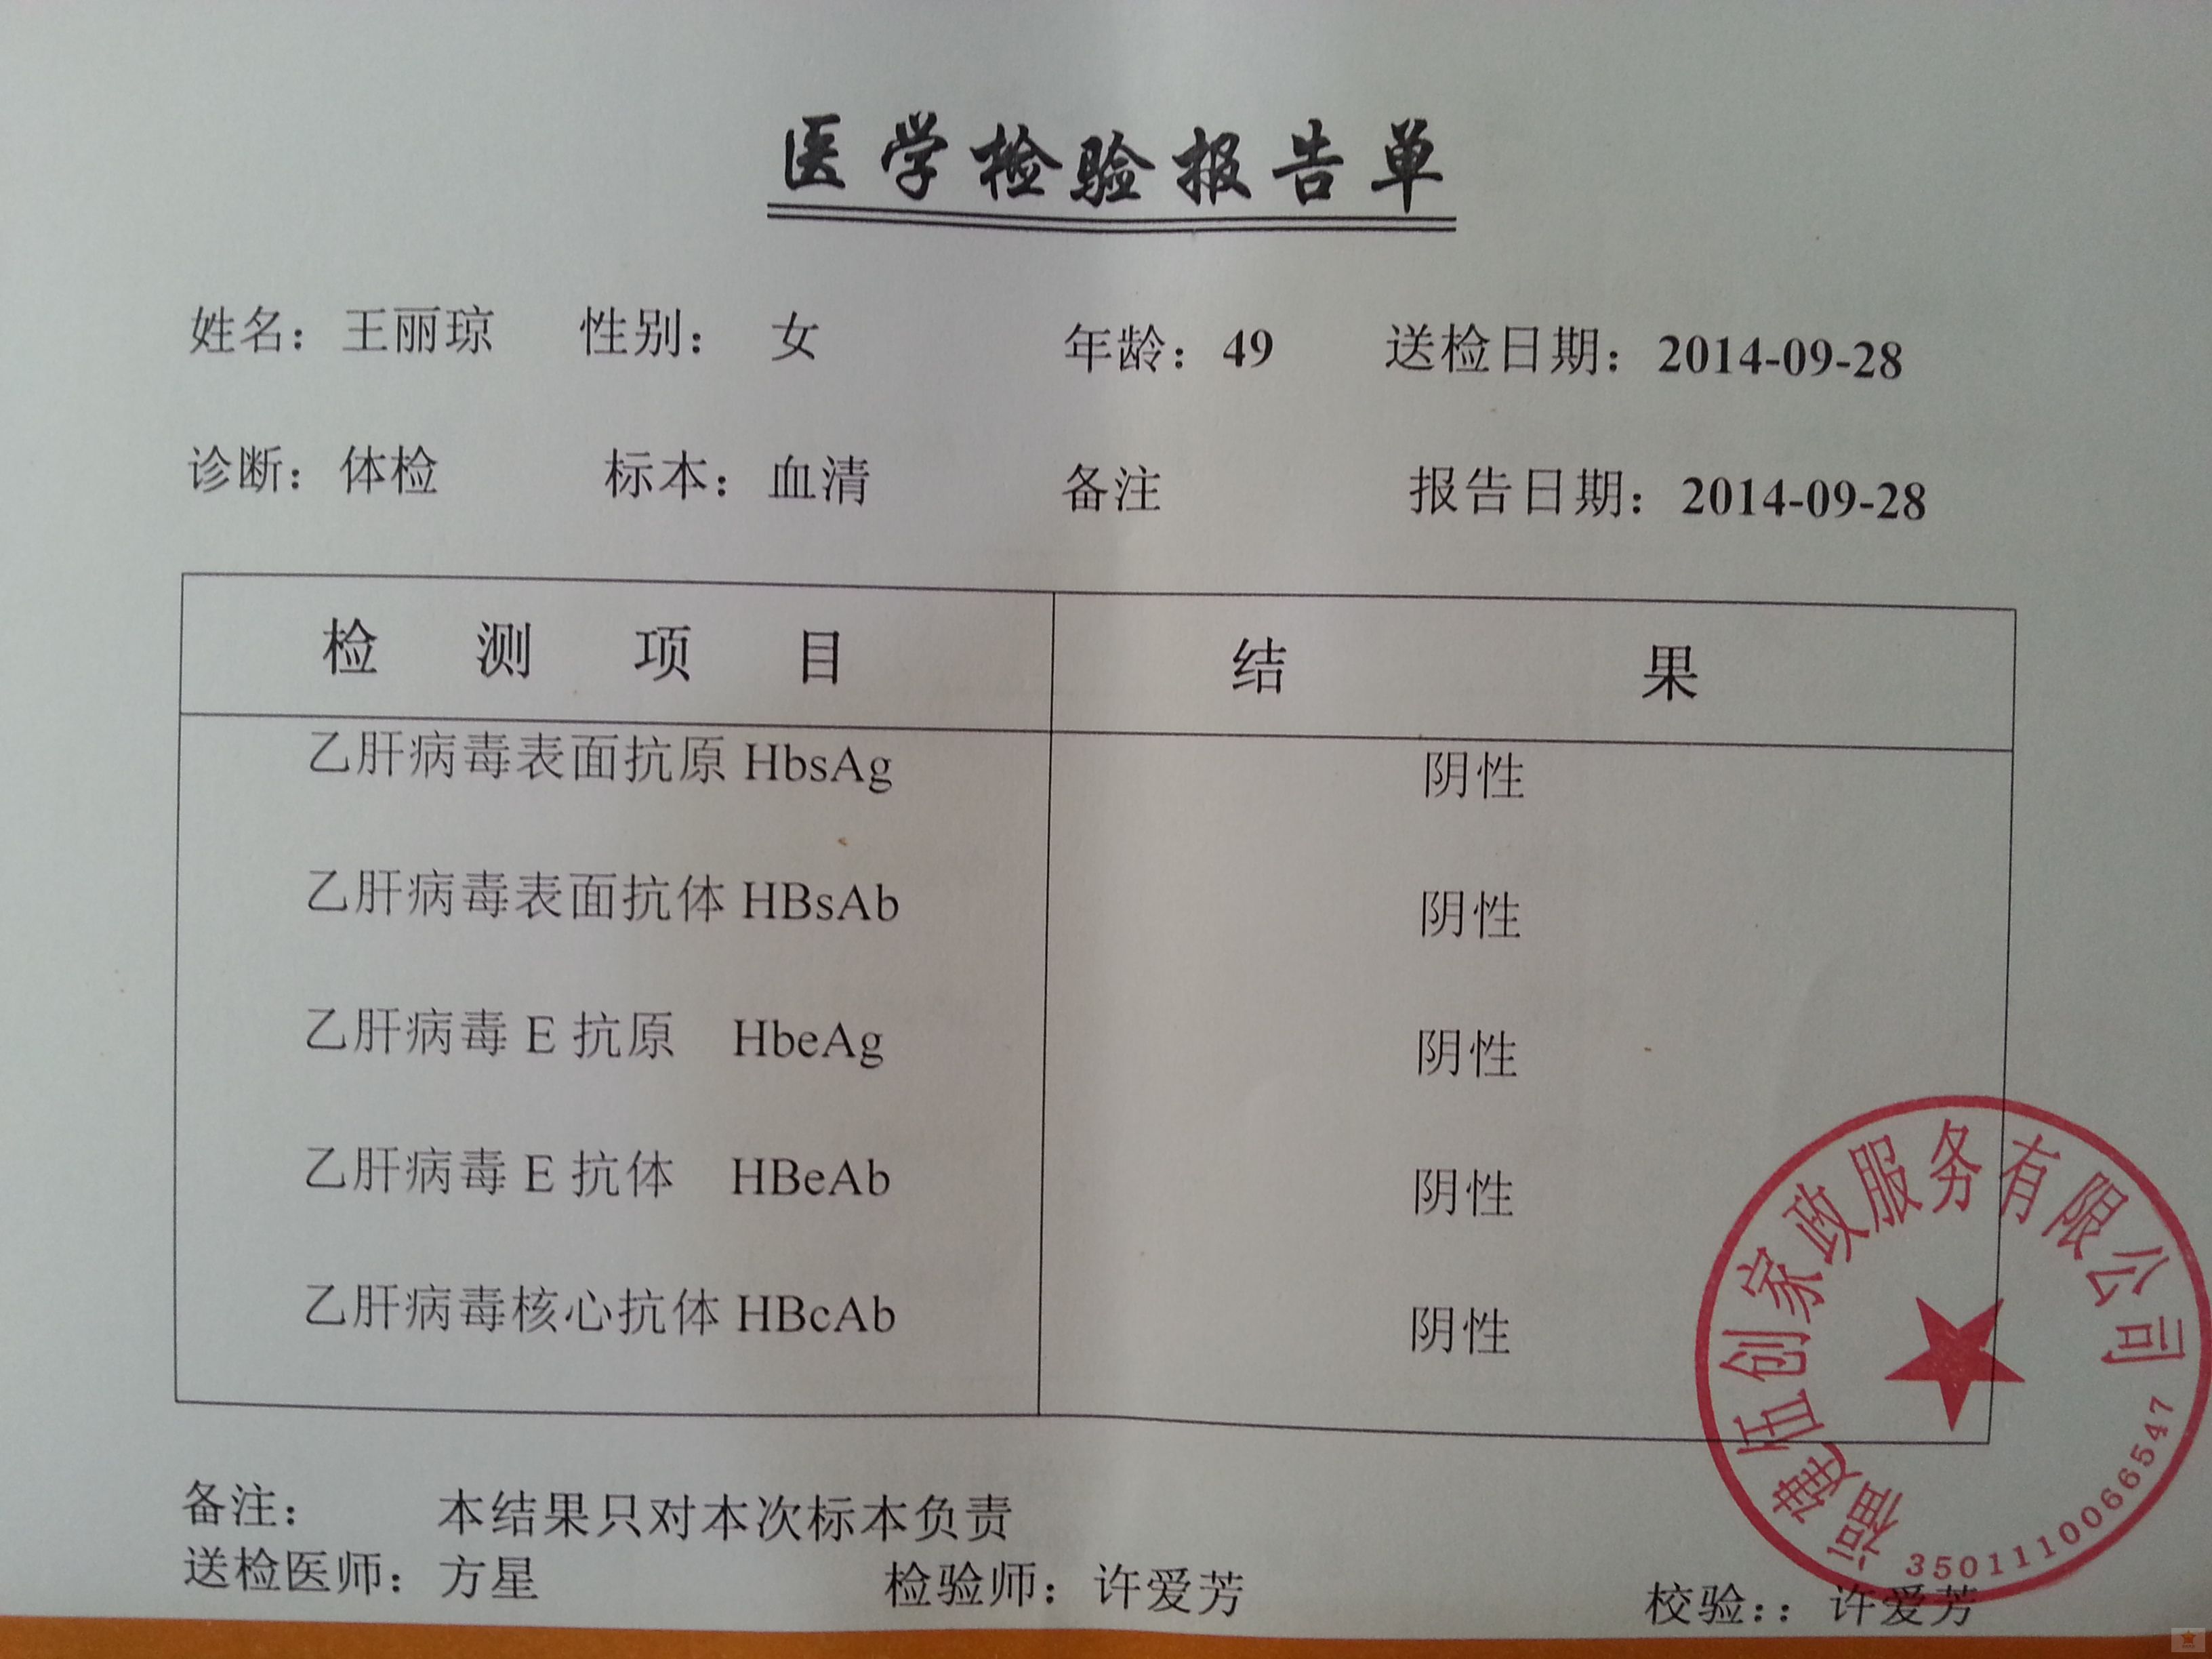 医学检验报告单
姓名：王丽琼 性别： 女 年龄：49 送检日期：2014-09-28
诊断：体检 标本：血清 备注 报告日期：2014-09-28
检 测 项 目 结 果
乙肝病毒表面抗原 HbsAg 阴性
乙肝病毒表面抗体 HBsAb 阴性
乙肝病毒 E 抗原 HbeAg 阴性
乙肝病毒 E 抗体 HBeAb 阴性
乙肝病毒核心抗体 HBcAb 阴性
福建伍创家政服务有限公司
3501110066547
备注： 本结果只对本次标本负责
送检医师：方星 检验师：许爱芳 校验：：许爱芳